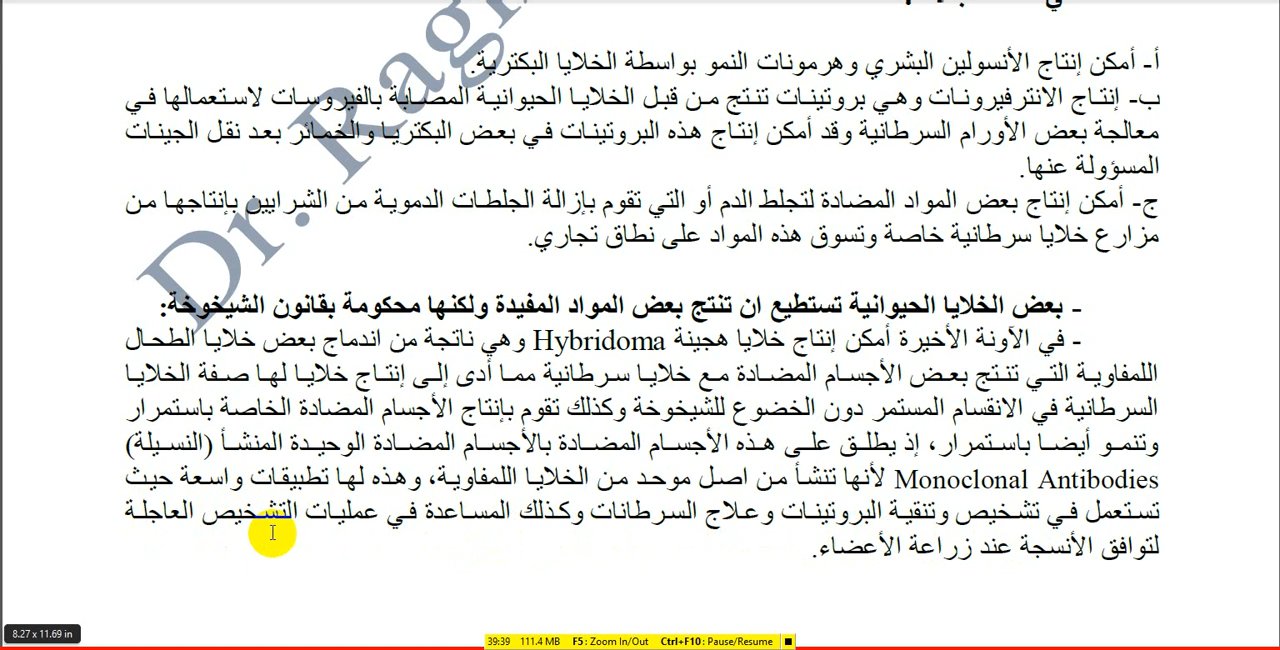 أ- أمكن إنتاج الأنسولين البشري وهرمونات النمو بواسطة الخلايا البكترية.
ب- إنتاج الانترفيرونات وهي بروتينات تنتج من قبل الخلايا الحيوانية المصابة بالفيروسات لاستعمالها في
معالجة بعض الأورام السرطانية وقد أمكن إنتاج هذه البروتينات في بعض البكتريا والخمائر بعد نقل الجينات
المسؤولة عنها.
ج- أمكن إنتاج بعض المواد المضادة لتجلط الدم أو التي تقوم بإزالة الجلطات الدموية من الشرايين بإنتاجها من
مزارع خلايا سرطانية خاصة وتسوق هذه المواد على نطاق تجاري.
- بعض الخلايا الحيوانية تستطيع ان تنتج بعض المواد المفيدة ولكنها محكومة بقانون الشيخوخة:
- في الآونة الأخيرة أمكن إنتاج خلايا هجينة Hybridoma وهي ناتجة من اندماج بعض خلايا الطحال
اللمفاوية التي تنتج بعض الأجسام المضادة مع خلايا سرطانية مما أدى إلى إنتاج خلايا لها صفة الخلايا
السرطانية في الانقسام المستمر دون الخضوع للشيخوخة وكذلك تقوم بإنتاج الأجسام المضادة الخاصة باستمرار
وتنمو أيضا باستمرار، إذ يطلق على هذه الأجسام المضادة بالأجسام المضادة الوحيدة المنشأ (النسيلة)
Monoclonal Antibodies لأنها تنشأ من اصل موحد من الخلايا اللمفاوية، وهذه لها تطبيقات واسعة حيث
تستعمل في تشخيص وتنقية البروتينات وعلاج السرطانات وكذلك المساعدة في عمليات التشخيص العاجلة
لتوافق الأنسجة عند زراعة الأعضاء.
Dr. Rag
8.27 x 11.69 in
39:39 111.4 MB F5: Zoom In/Out Ctrl+F10: Pause/Resume